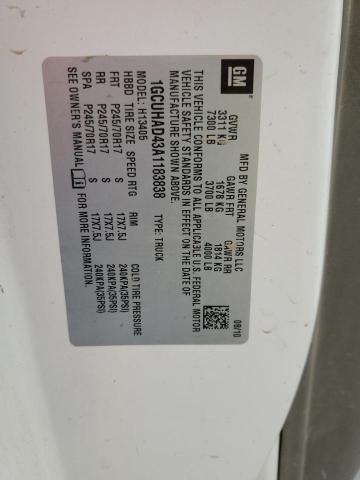 GM
MFD BY GENERAL MOTORS LLC
08/10
GVWR GAWR FRT GAWR RR
3311 KG 1678 KG 1814 KG
7300 LB 3700 LB 4000 LB
THIS VEHICLE CONFORMS TO ALL APPLICABLE U.S. FEDERAL MOTOR
VEHICLE SAFETY STANDARDS IN EFFECT ON THE DATE OF
MANUFACTURE SHOWN ABOVE.
1GCUHAD43A1183838 TYPE: TRUCK
MODEL: H13405
HBBD TIRE SIZE SPEED RTG RIM COLD TIRE PRESSURE
FRT P245/70R17 S 17X7.5J 240KPA(35PSI)
RR P245/70R17 S 17X7.5J 240KPA(35PSI)
SPA P245/70R17 S 17X7.5J 240KPA(35PSI)
SEE OWNER'S MANUAL FOR MORE INFORMATION.